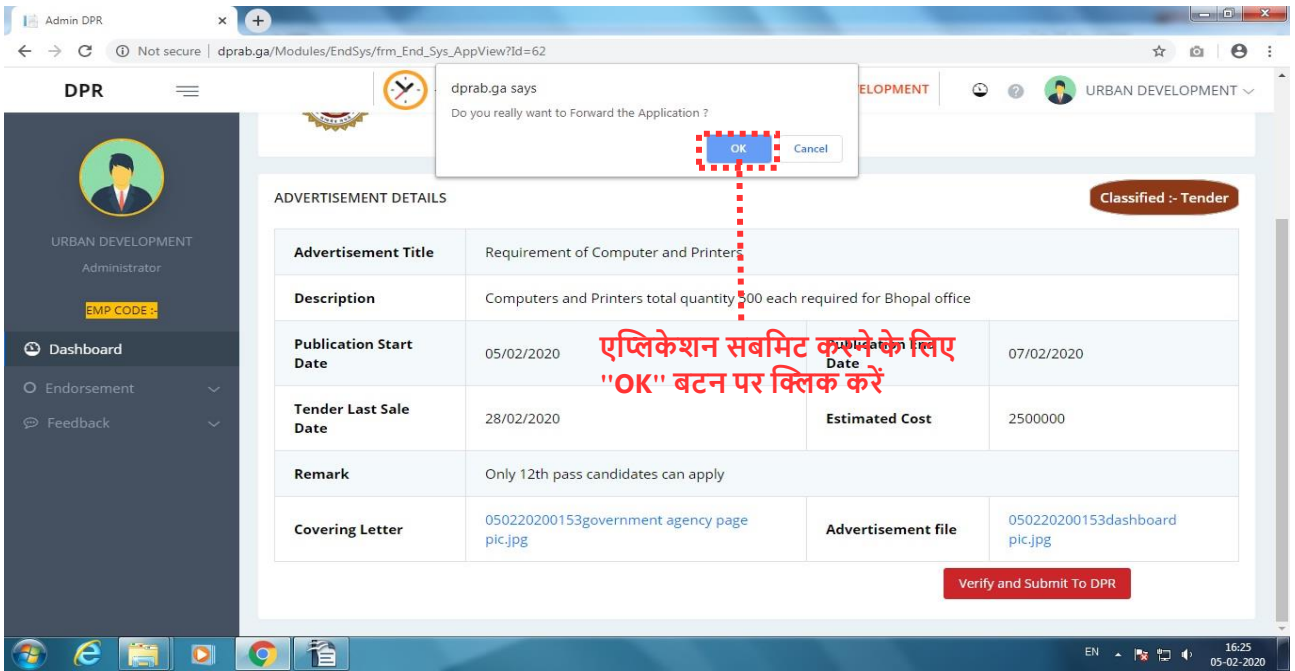 Admin DPR
Not secure | dprab.ga/Modules/EndSys/frm_End_Sys_AppView?Id=62
DPR
ELOPMENT
URBAN DEVELOPMENT
dprab.ga says
Do you really want to Forward the Application ?
OK
Cancel
URBAN DEVELOPMENT
Administrator
EMP CODE :-
Dashboard
Endorsement
Feedback
ADVERTISEMENT DETAILS
Classified :- Tender
Advertisement Title
Requirement of Computer and Printers
Description
Computers and Printers total quantity 500 each required for Bhopal office
Publication Start
Date
05/02/2020
Publication End
Date
07/02/2020
एप्लिकेशन सबमिट करने के लिए
"OK" बटन पर क्लिक करें
Tender Last Sale
Date
28/02/2020
Estimated Cost
2500000
Remark
Only 12th pass candidates can apply
Covering Letter
050220200153government agency page
pic.jpg
Advertisement file
050220200153dashboard
pic.jpg
Verify and Submit To DPR
EN
16:25
05-02-2020